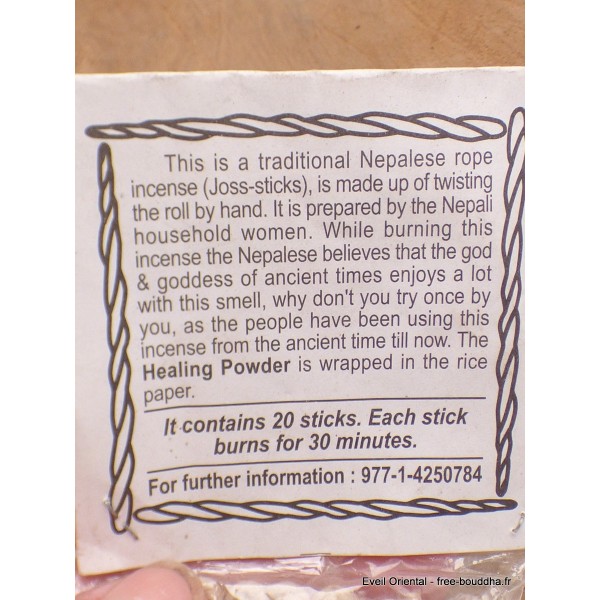 This is a traditional Nepalese rope
incense (Joss-sticks), is made up of twisting
the roll by hand. It is prepared by the Nepali
household women. While burning this
incense the Nepalese believes that the god
& goddess of ancient times enjoys a lot
with this smell, why don't you try once by
you, as the people have been using this
incense from the ancient time till now. The
Healing Powder is wrapped in the rice
paper.
It contains 20 sticks. Each stick
burns for 30 minutes.
For further information : 977-1-4250784
Eveil Oriental - free-bouddha.fr